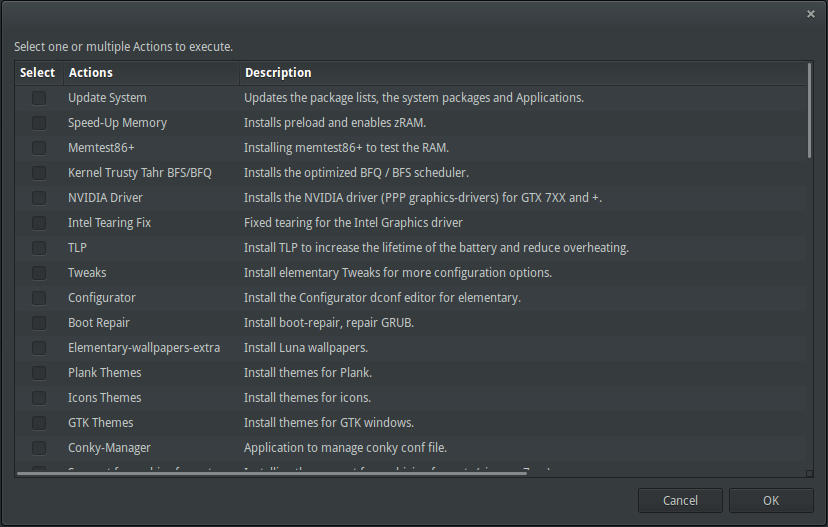 Select one or multiple Actions to execute.
Select Actions Description
Update System Updates the package lists, the system packages and Applications.
Speed-Up Memory Installs preload and enables zRAM.
Memtest86+ Installing memtest86+ to test the RAM.
Kernel Trusty Tahr BFS/BFQ Installs the optimized BFQ / BFS scheduler.
NVIDIA Driver Installs the NVIDIA driver (PPP graphics-drivers) for GTX 7XX and +.
Intel Tearing Fix Fixed tearing for the Intel Graphics driver
TLP Install TLP to increase the lifetime of the battery and reduce overheating.
Tweaks Install elementary Tweaks for more configuration options.
Configurator Install the Configurator dconf editor for elementary.
Boot Repair Install boot-repair, repair GRUB.
Elementary-wallpapers-extra Install Luna wallpapers.
Plank Themes Install themes for Plank.
Icons Themes Install themes for icons.
GTK Themes Install themes for GTK windows.
Conky-Manager Application to manage conky conf file.
Cancel OK